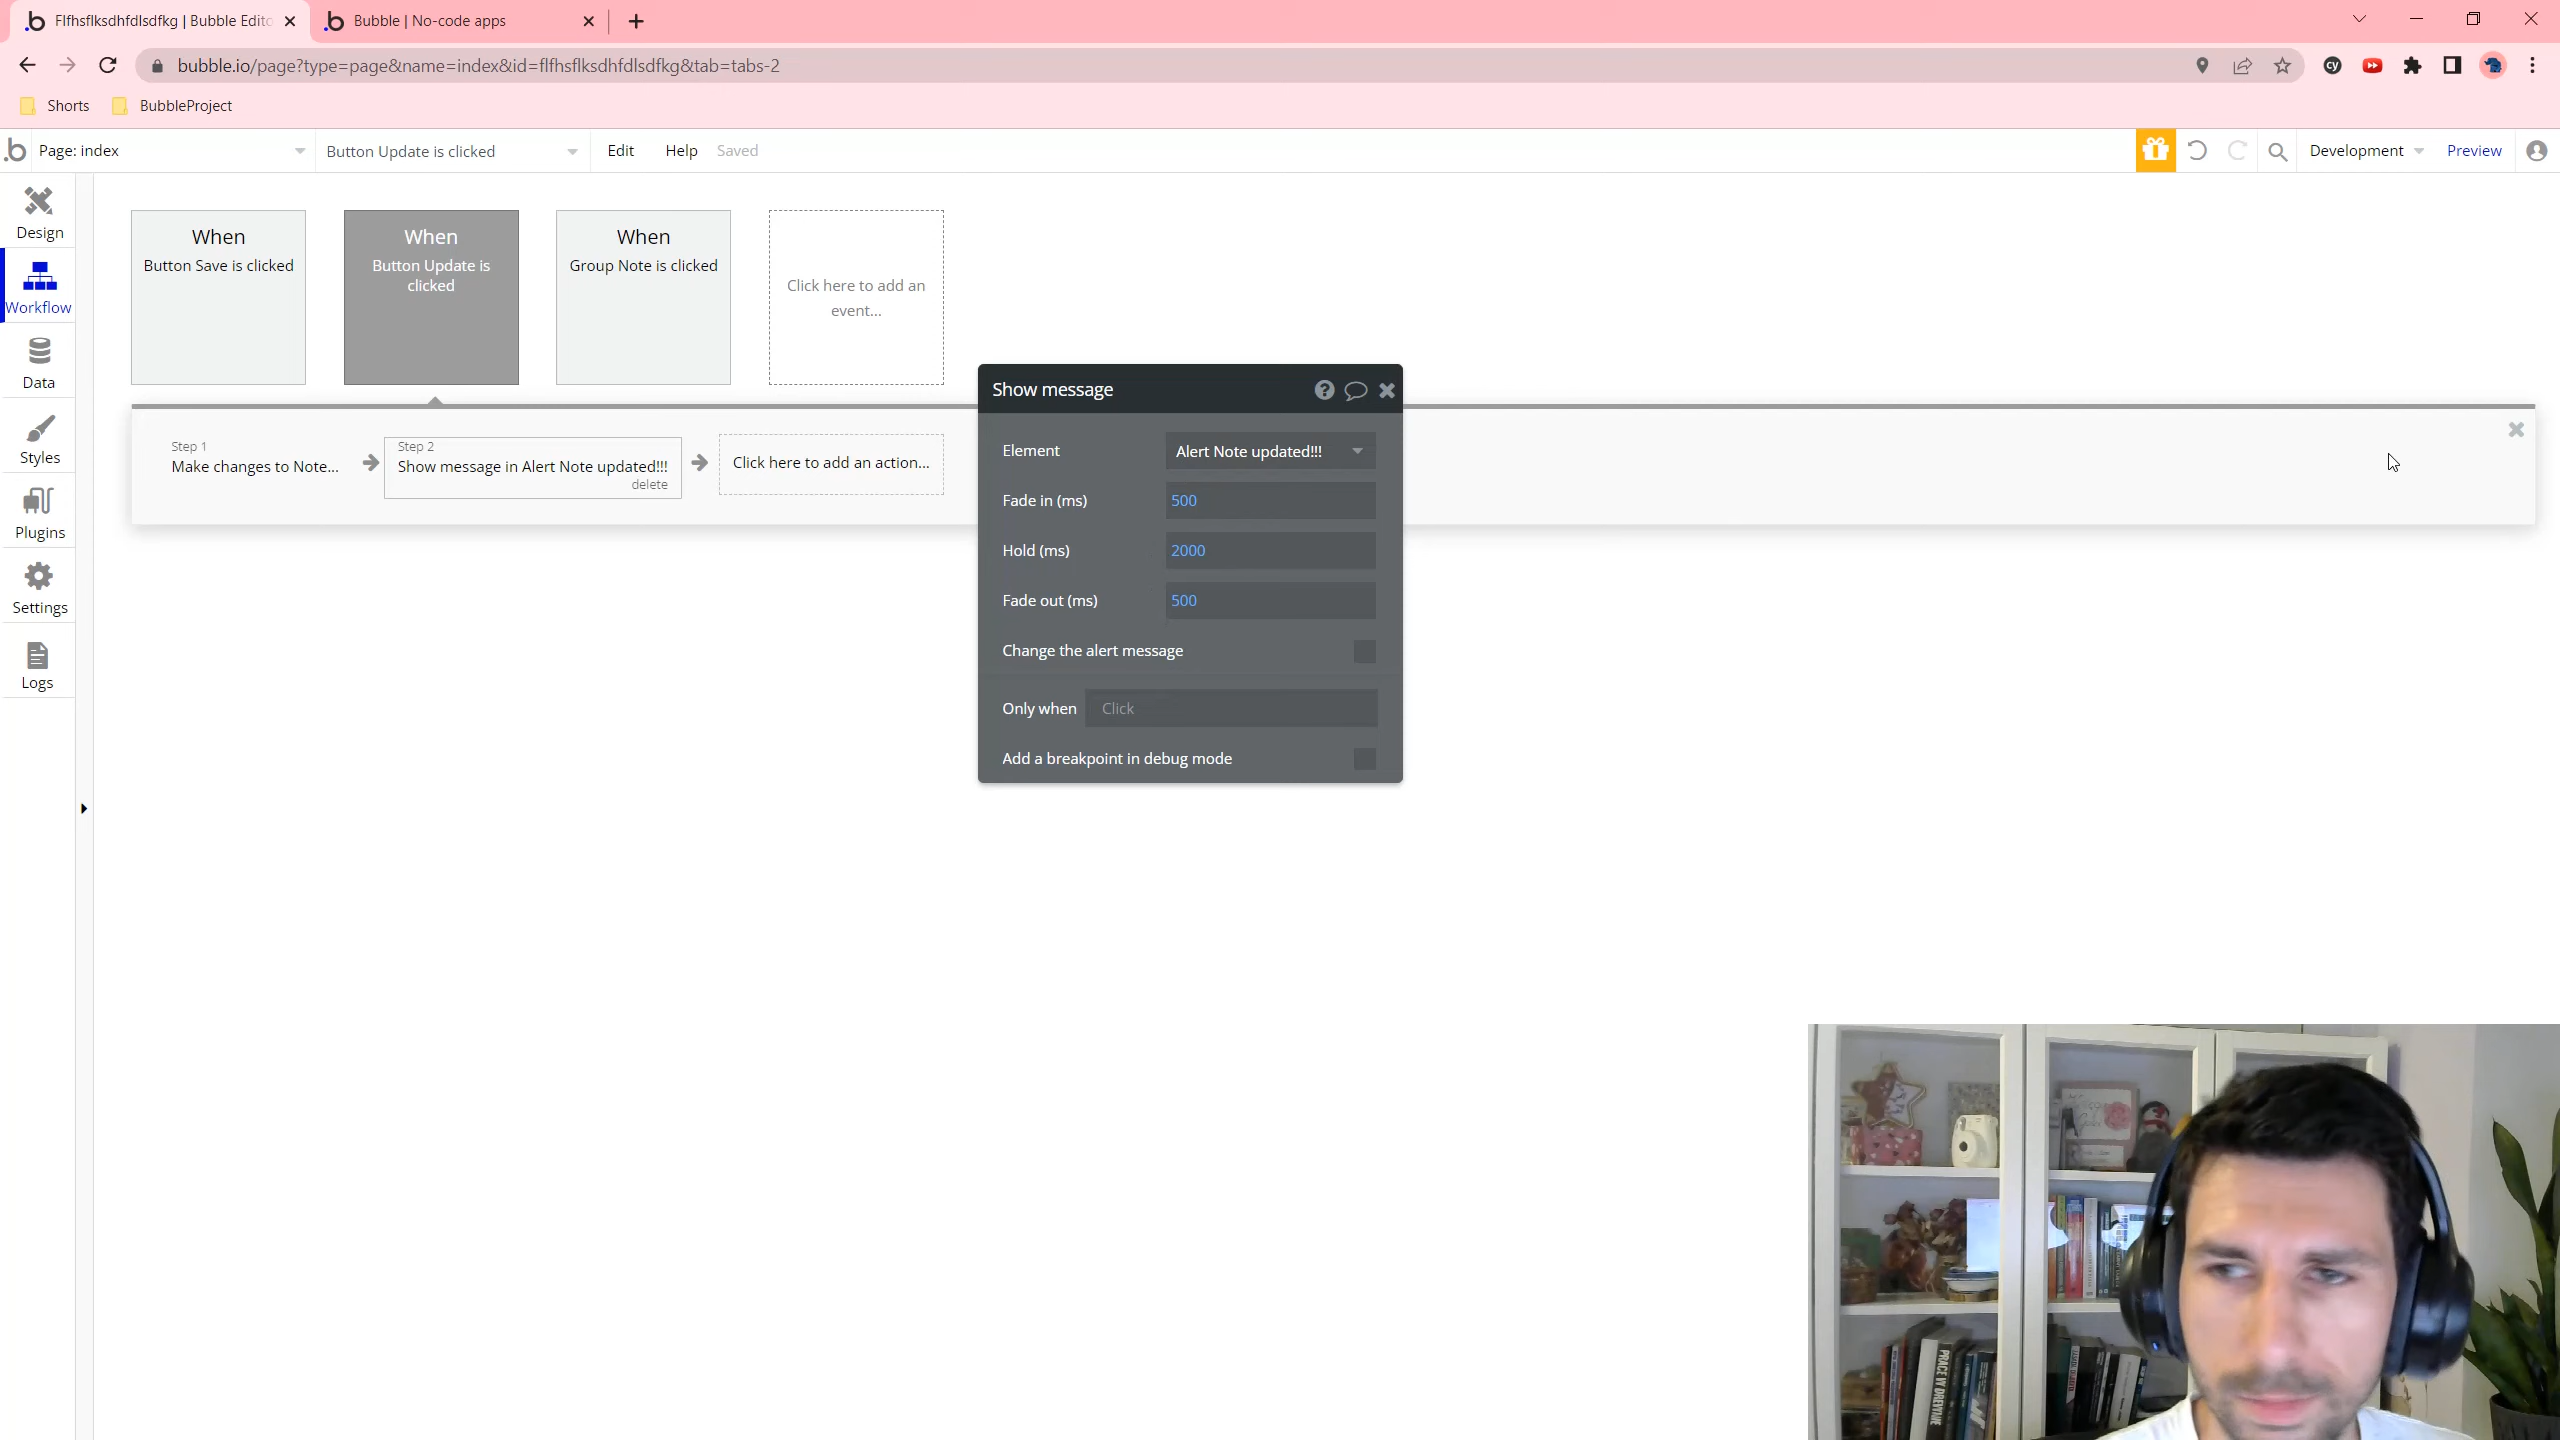 Flfhsflksdhfdlsdfkg | Bubble Edito
Bubble | No-code apps
bubble.io/page?type=page&name=index&id=flfhsflksdhfdlsdfkg&tab=tabs-2
Shorts
BubbleProject
Page: index
Button Update is clicked
Edit
Help
Saved
Development
Preview
Design
Workflow
Data
Styles
Plugins
Settings
Logs
When
Button Save is clicked
When
Button Update is
clicked
When
Group Note is clicked
Click here to add an
event...
Step 1
Make changes to Note...
Step 2
Show message in Alert Note updated!!!
delete
Click here to add an action...
Show message
Element
Alert Note updated!!!
Fade in (ms)
500
Hold (ms)
2000
Fade out (ms)
500
Change the alert message
Only when
Click
Add a breakpoint in debug mode